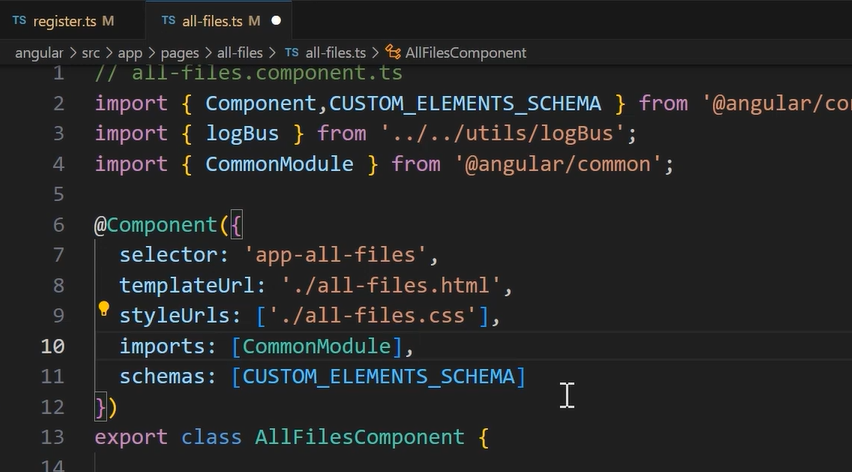 TS register.ts M
TS all-files.ts M
angular > src > app > pages > all-files > TS all-files.ts > AllFilesComponent
1 // all-files.component.ts
2 import { Component,CUSTOM_ELEMENTS_SCHEMA } from '@angular/co
3 import { logBus } from '../../utils/logBus';
4 import { CommonModule } from '@angular/common';
5
6 @Component({
7 selector: 'app-all-files',
8 templateUrl: './all-files.html',
9 styleUrls: ['./all-files.css'],
10 imports: [CommonModule],
11 schemas: [CUSTOM_ELEMENTS_SCHEMA]
12 })
13 export class AllFilesComponent {
14